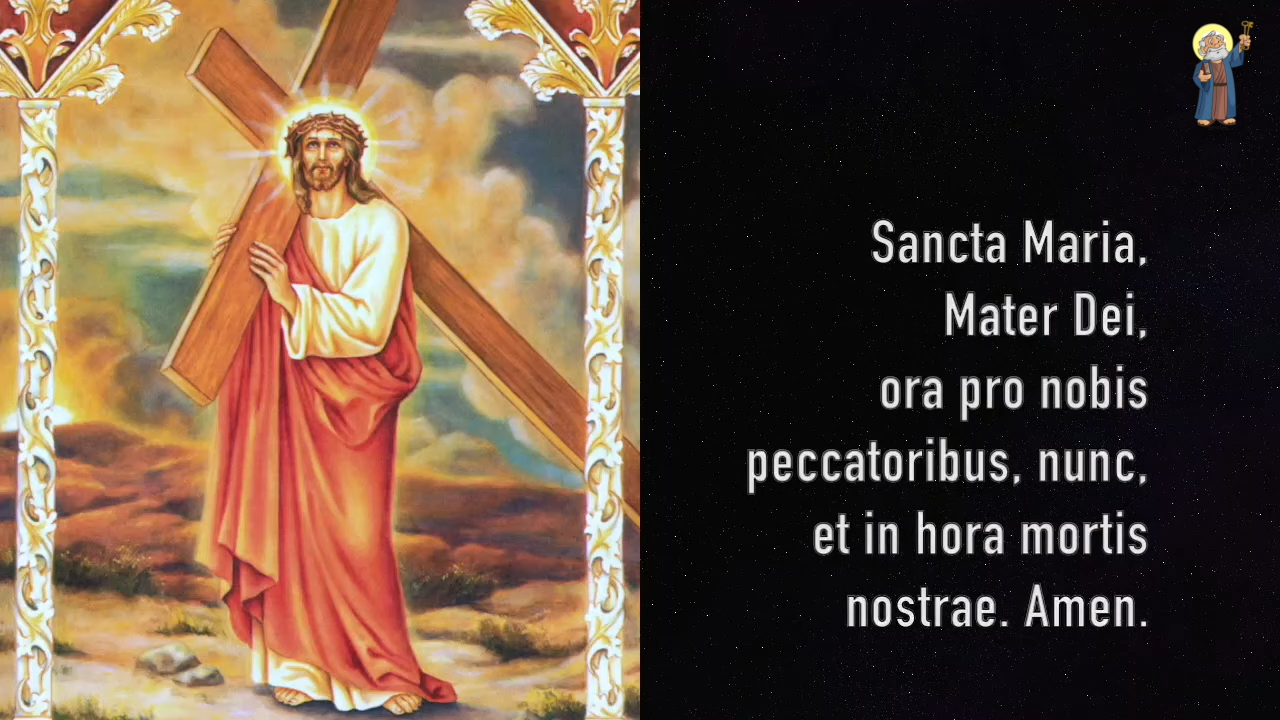 Sancta Maria,
Mater Dei,
ora pro nobis
peccatoribus, nunc,
et in hora mortis
nostrae. Amen.